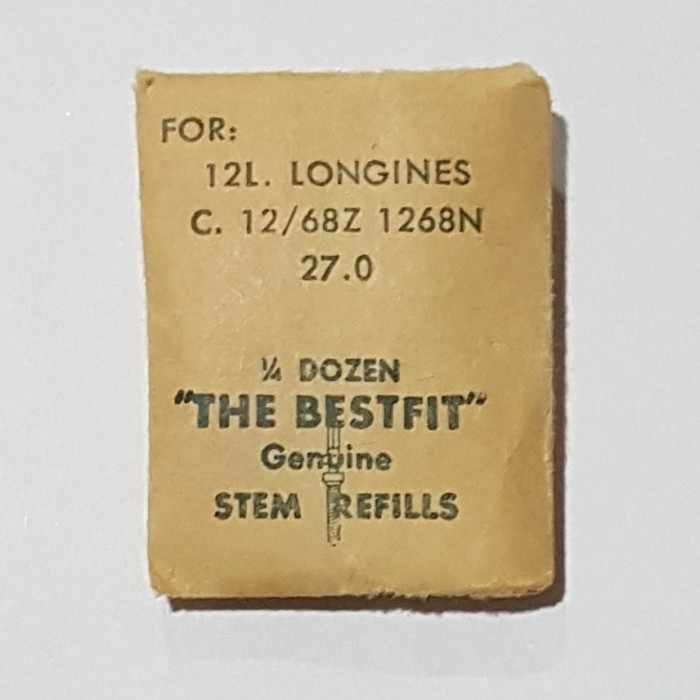 FOR:
12L. LONGINES
C. 12/68Z 1268N
27.0
¼ DOZEN
"THE BESTFIT"
Genuine
STEM REFILLS